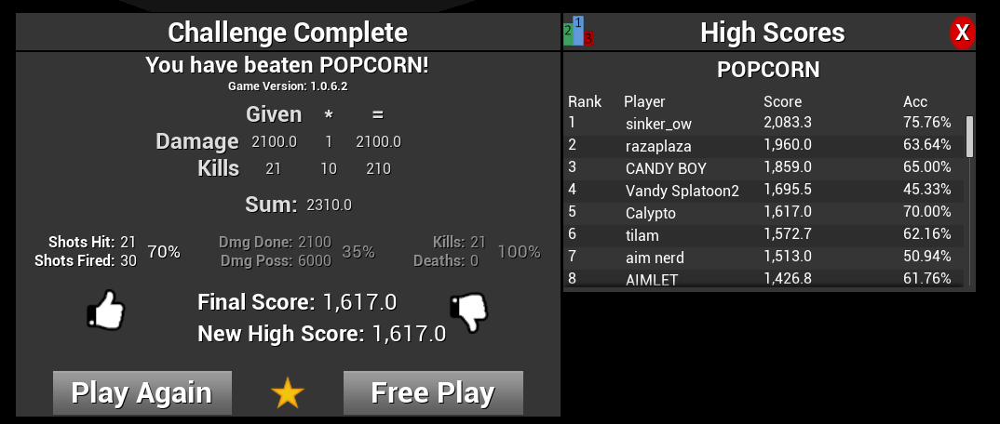 Challenge Complete
You have beaten POPCORN!
Game Version: 1.0.6.2
Given * =
Damage 2100.0 1 2100.0
Kills 21 10 210
Sum: 2310.0
Shots Hit: 21
Shots Fired: 30
70%
Dmg Done: 2100
Dmg Poss: 6000
35%
Kills: 21
Deaths: 0
100%
Final Score: 1,617.0
New High Score: 1,617.0
Play Again
Free Play
2 1 3
High Scores
X
POPCORN
Rank Player Score Acc
1 sinker_ow 2,083.3 75.76%
2 razaplaza 1,960.0 63.64%
3 CANDY BOY 1,859.0 65.00%
4 Vandy Splatoon2 1,695.5 45.33%
5 Calypto 1,617.0 70.00%
6 tilam 1,572.7 62.16%
7 aim nerd 1,513.0 50.94%
8 AIMLET 1,426.8 61.76%